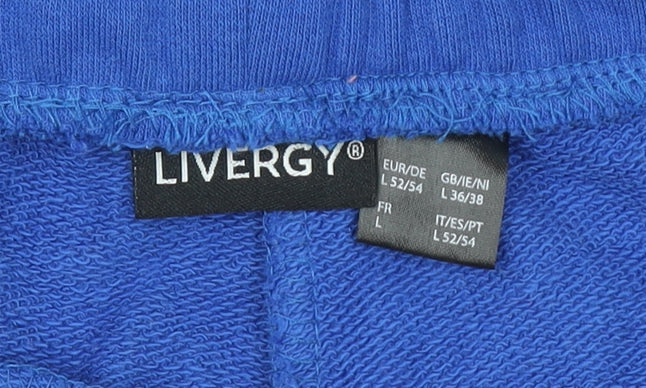 LIVERGY®
EUR/DE
L 52/54
GB/IE/NI
L 36/38
FR
L
IT/ES/PT
L 52/54